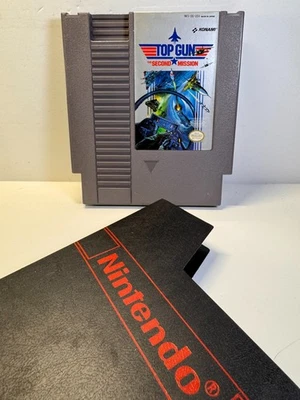 KONAMI
TOP GUN
THE SECOND MISSION
Nintendo®